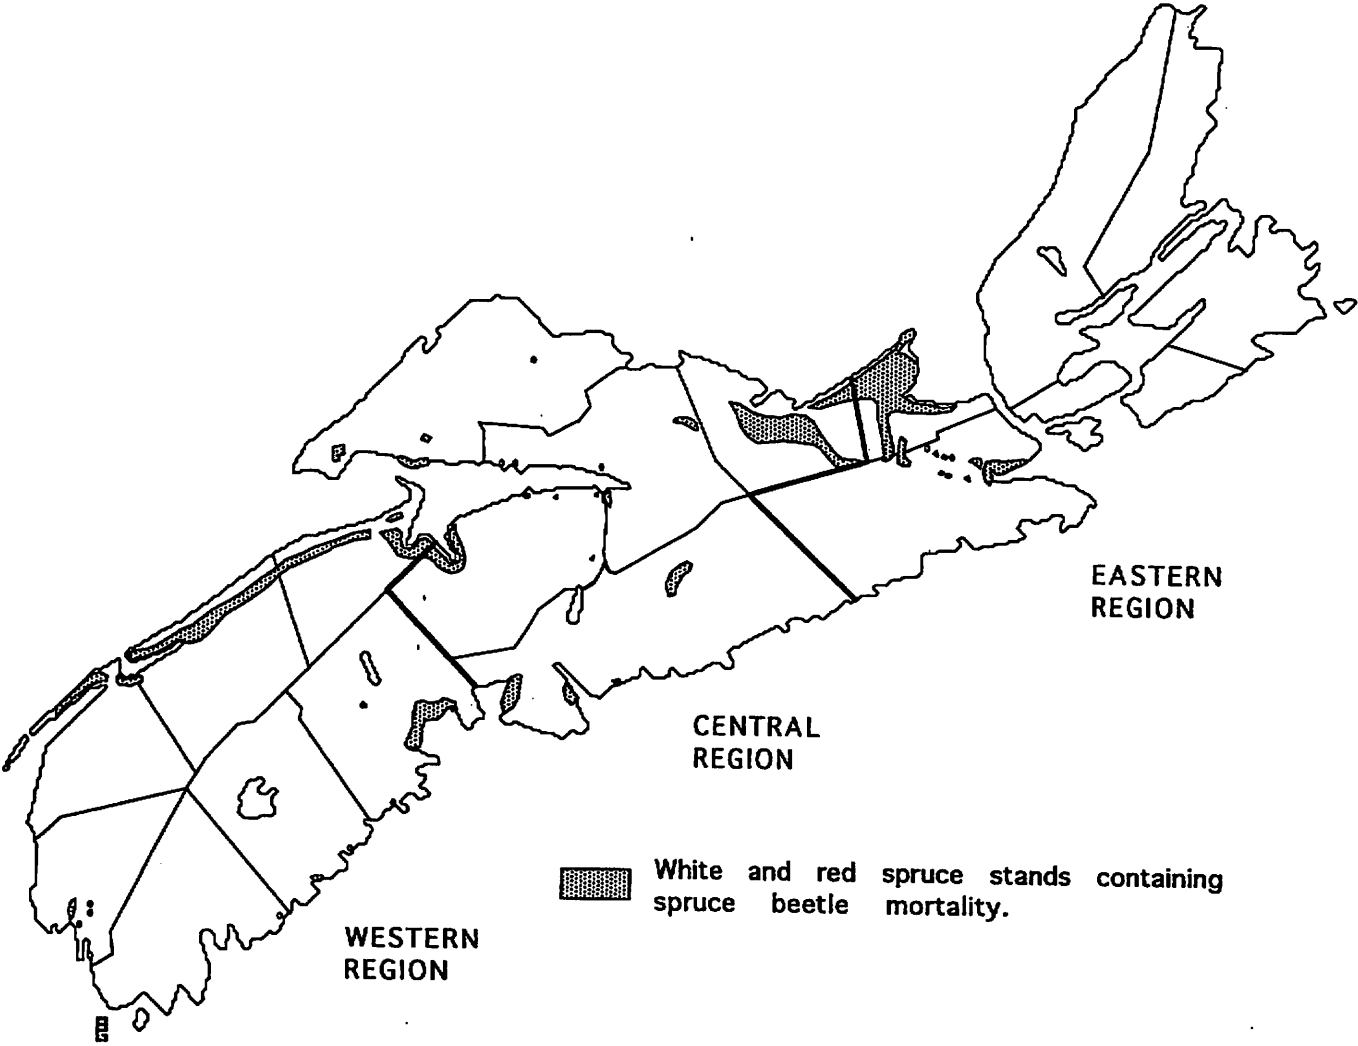 EASTERN
REGION
CENTRAL
REGION
White and red spruce stands containing
spruce beetle mortality.
WESTERN
REGION